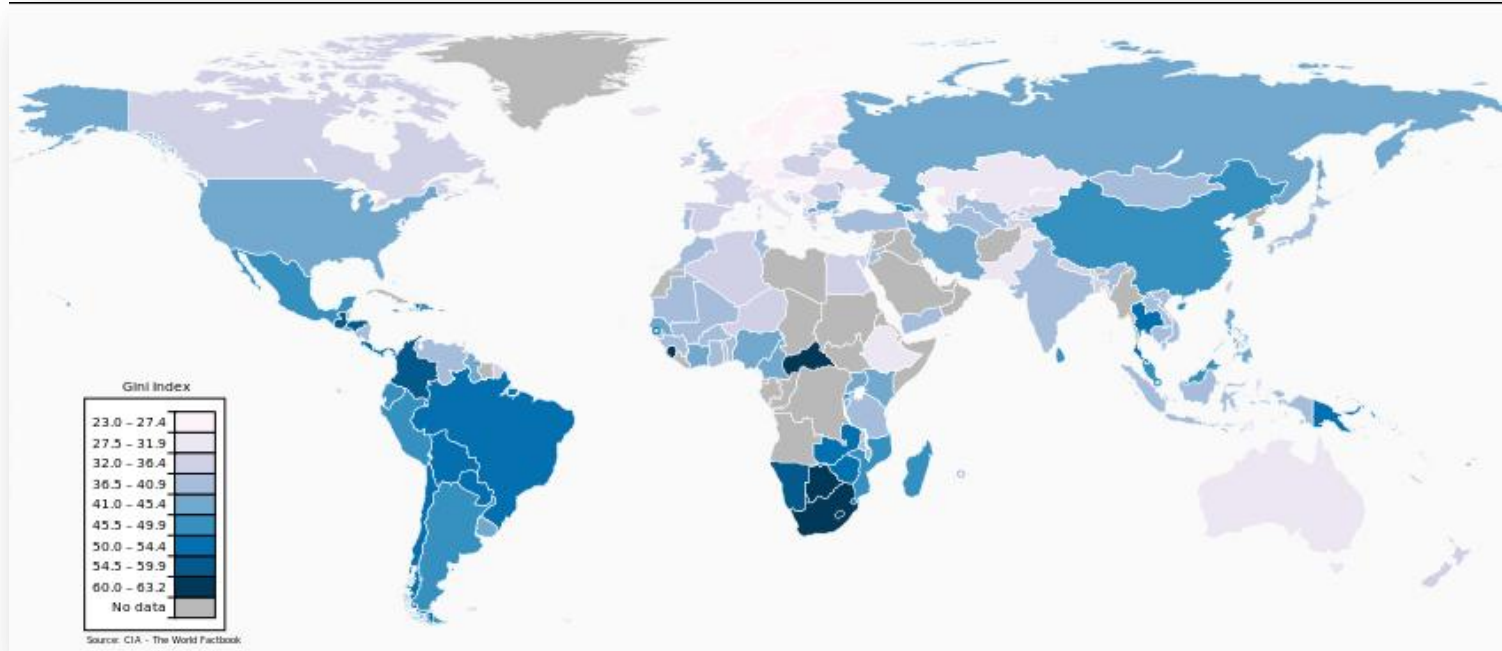 Gini Index
23.0 – 27.4
27.5 – 31.9
32.0 – 36.4
36.5 – 40.9
41.0 – 45.4
45.5 – 49.9
50.0 – 54.4
54.5 – 59.9
60.0 – 63.2
No data
Source: CIA - The World Factbook